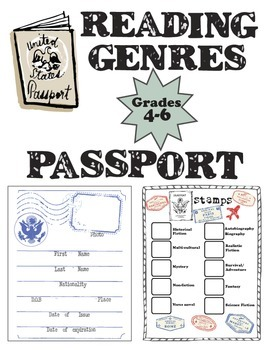 READING
GENRES
United
States
Passport
Grades
4-6
PASSPORT
Photo
First Name
Last Name
Nationality
DOB Place
Date of Issue
Date of expiration
stamps
Historical Fiction
Autobiography Biography
Multicultural
Realistic Fiction
Mystery
Survival/Adventure
Nonfiction
Fantasy
Verse novel
Science Fiction